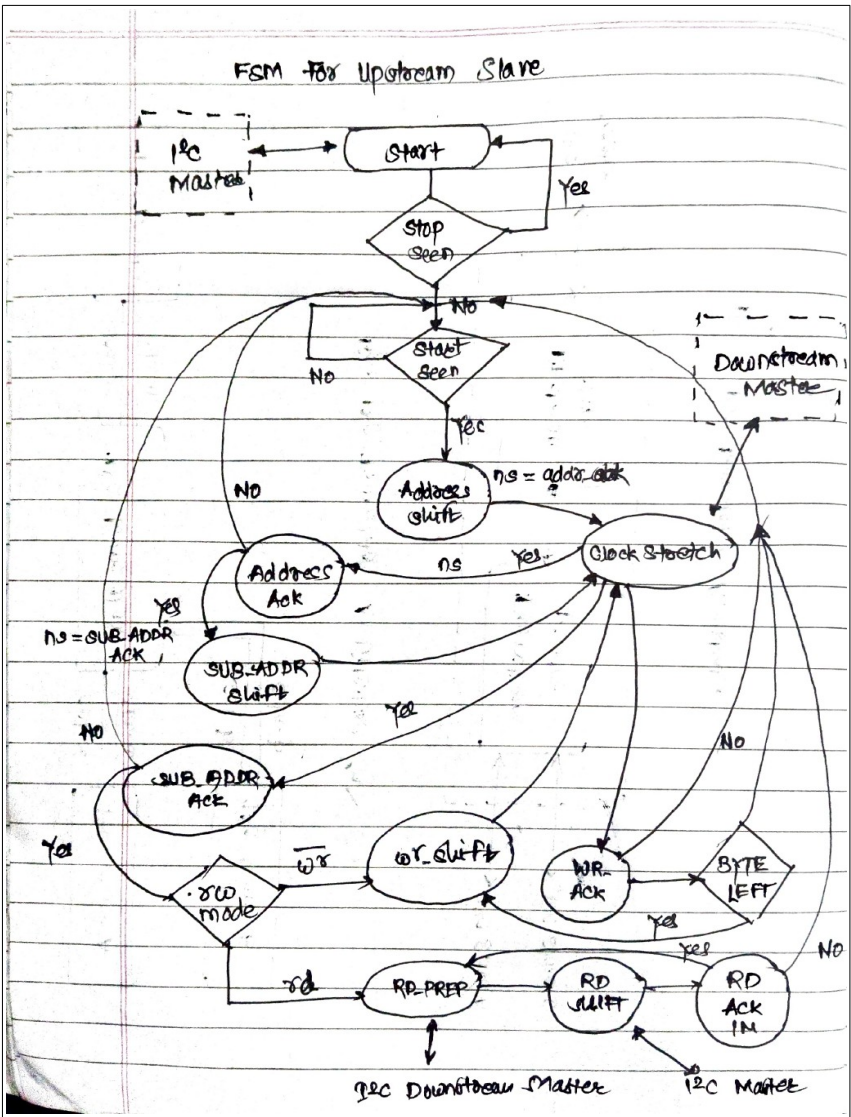 FSM For Upstream Slave
I²C
Master
Start
Yes
Stop
Seen
No
Start
Seen
No
Downstream
Master
Yes
Address
Shift
ns = addr_ack
Clock Stretch
NO
Yes
ns
Address
Ack
Yes
ns = SUB_ADDR
ACK
SUB_ADDR
Shift
Yes
NO
No
SUB_ADDR
ACK
Yes
wr
wr_shift
WR_
ACK
BYTE
LEFT
rw
mode
Yes
yes
NO
rd
RD_PREP
RD
SHIFT
RD
ACK
IN
I²C Downstream Master
I²C Master